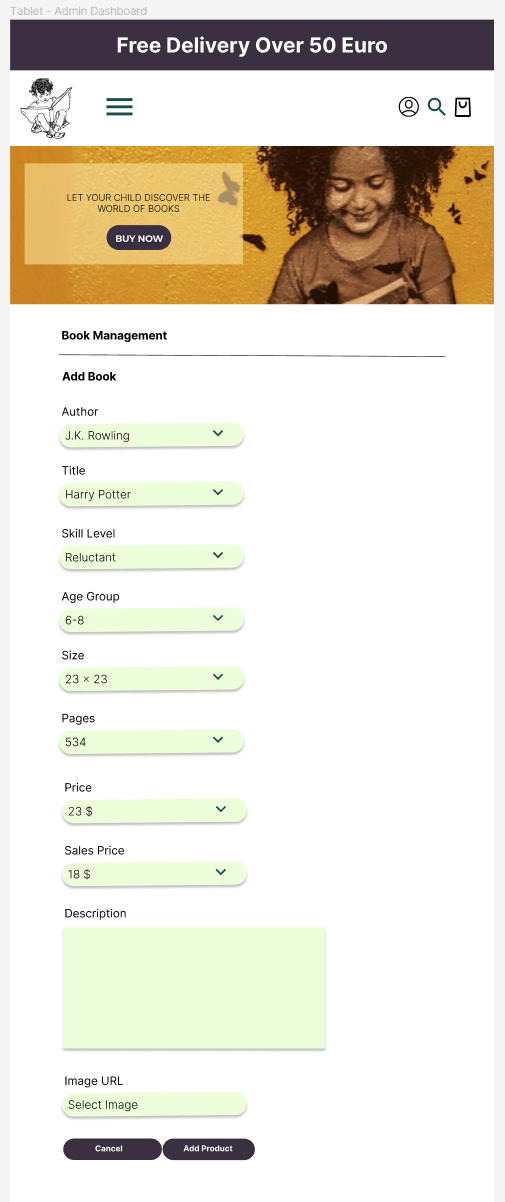 Tablet - Admin Dashboard
Free Delivery Over 50 Euro
LET YOUR CHILD DISCOVER THE
WORLD OF BOOKS
BUY NOW
Book Management
Add Book
Author
J.K. Rowling
Title
Harry Potter
Skill Level
Reluctant
Age Group
6-8
Size
23 × 23
Pages
534
Price
23 $
Sales Price
18 $
Description
Image URL
Select Image
Cancel
Add Product